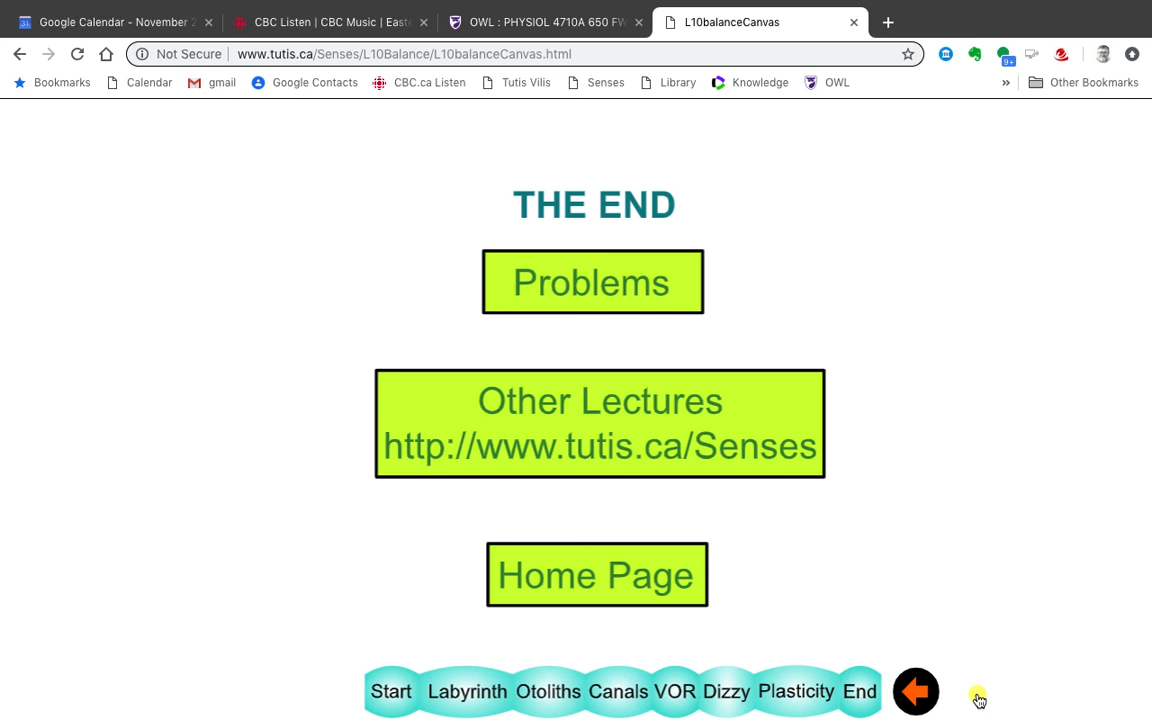 Google Calendar - November 2
CBC Listen | CBC Music | Easte
OWL : PHYSIOL 4710A 650 FW
L10balanceCanvas
Not Secure www.tutis.ca/Senses/L10Balance/L10balanceCanvas.html
9+
Bookmarks Calendar gmail Google Contacts CBC.ca Listen Tutis Vilis Senses Library Knowledge OWL » Other Bookmarks
THE END
Problems
Other Lectures
http://www.tutis.ca/Senses
Home Page
Start Labyrinth Otoliths Canals VOR Dizzy Plasticity End